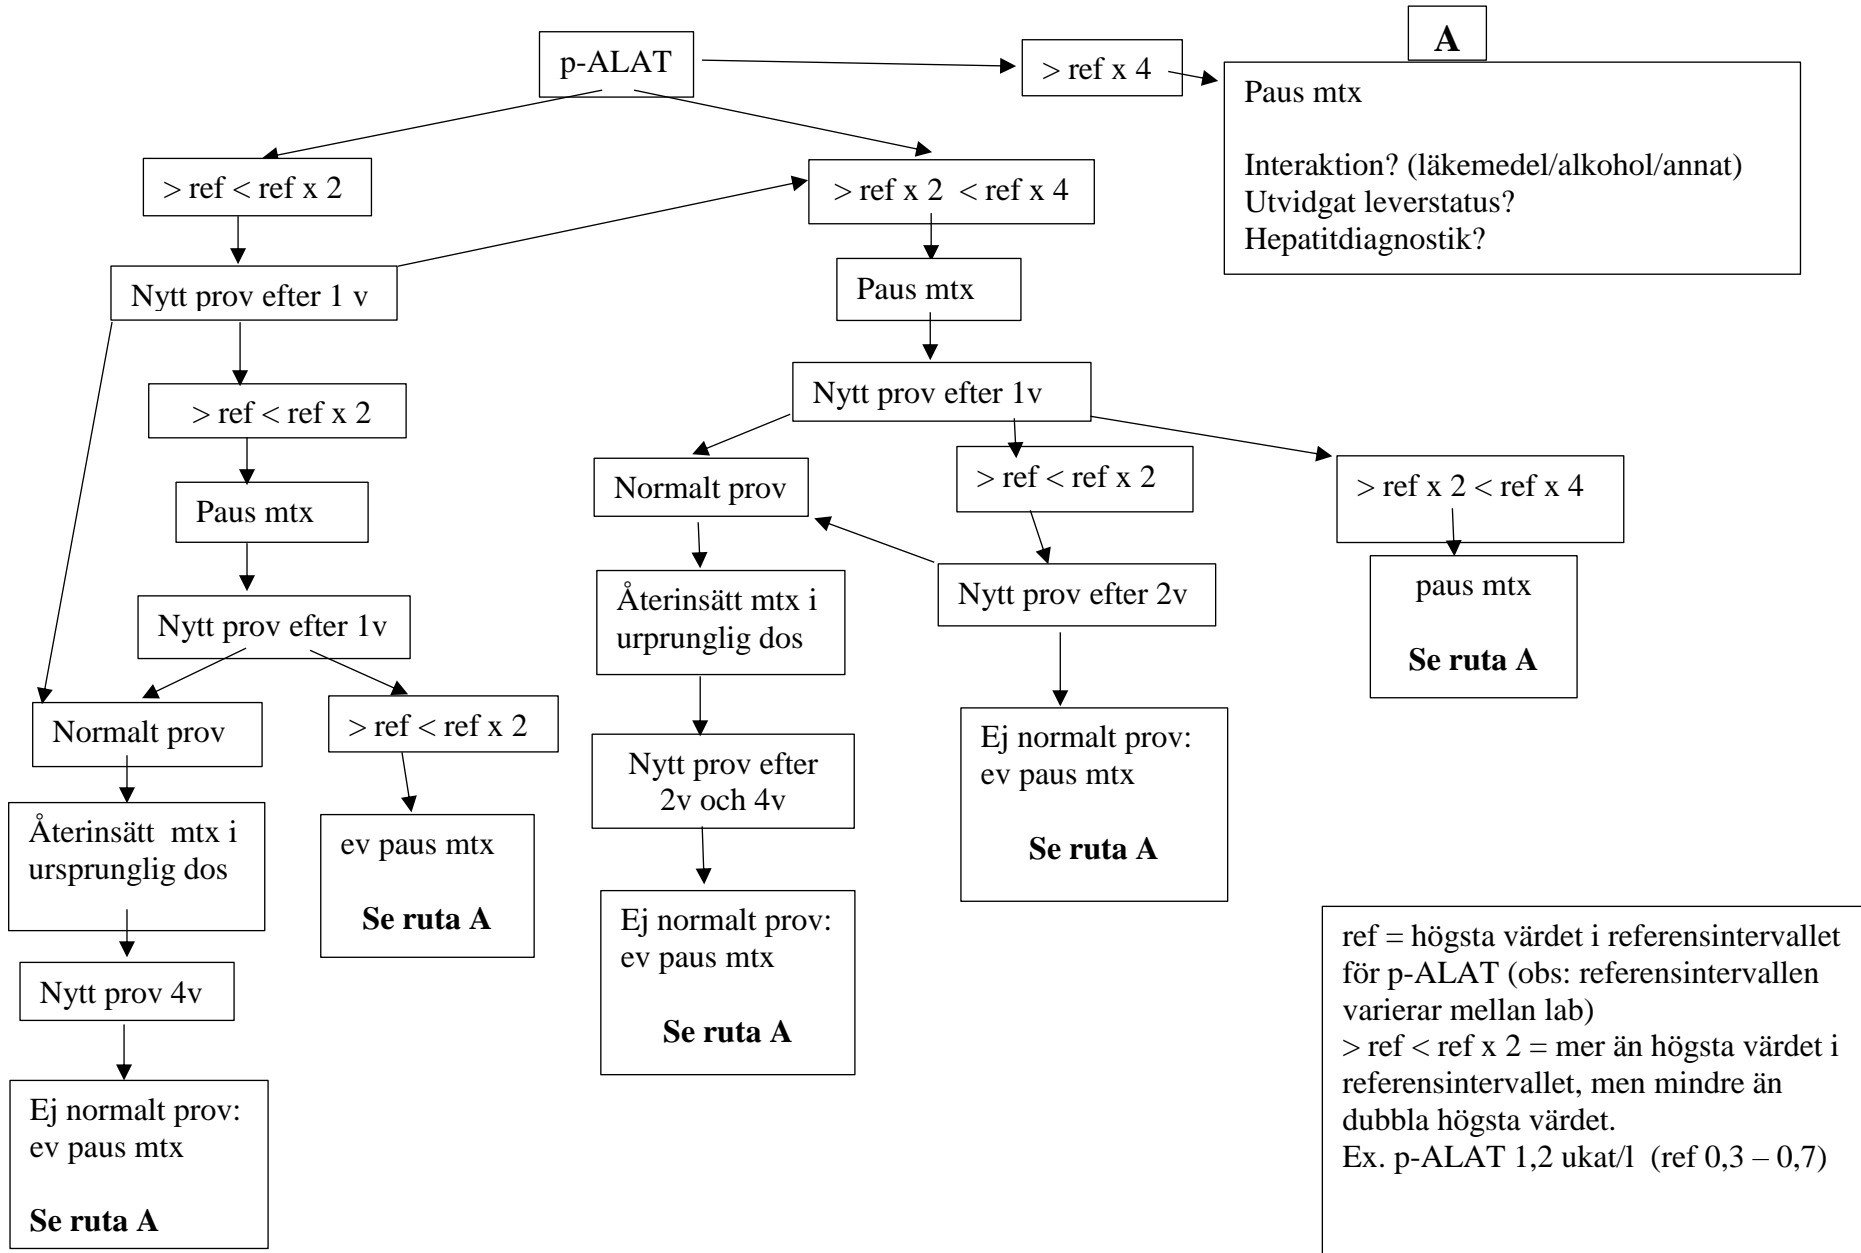 p-ALAT
> ref x 4
A
Paus mtx
Interaktion? (läkemedel/alkohol/annat)
Utvidgat leverstatus?
Hepatitdiagnostik?
> ref < ref x 2
> ref x 2 < ref x 4
Nytt prov efter 1 v
Paus mtx
> ref < ref x 2
Nytt prov efter 1v
Paus mtx
Normalt prov
> ref < ref x 2
> ref x 2 < ref x 4
Nytt prov efter 1v
Återinsätt mtx i
urprunglig dos
Nytt prov efter 2v
paus mtx
Se ruta A
Normalt prov
> ref < ref x 2
Nytt prov efter
2v och 4v
Ej normalt prov:
ev paus mtx
Se ruta A
Återinsätt mtx i
ursprunglig dos
ev paus mtx
Se ruta A
Ej normalt prov:
ev paus mtx
Se ruta A
Nytt prov 4v
Ej normalt prov:
ev paus mtx
Se ruta A
ref = högsta värdet i referensintervallet
för p-ALAT (obs: referensintervallen
varierar mellan lab)
> ref < ref x 2 = mer än högsta värdet i
referensintervallet, men mindre än
dubbla högsta värdet.
Ex. p-ALAT 1,2 ukat/l (ref 0,3 – 0,7)